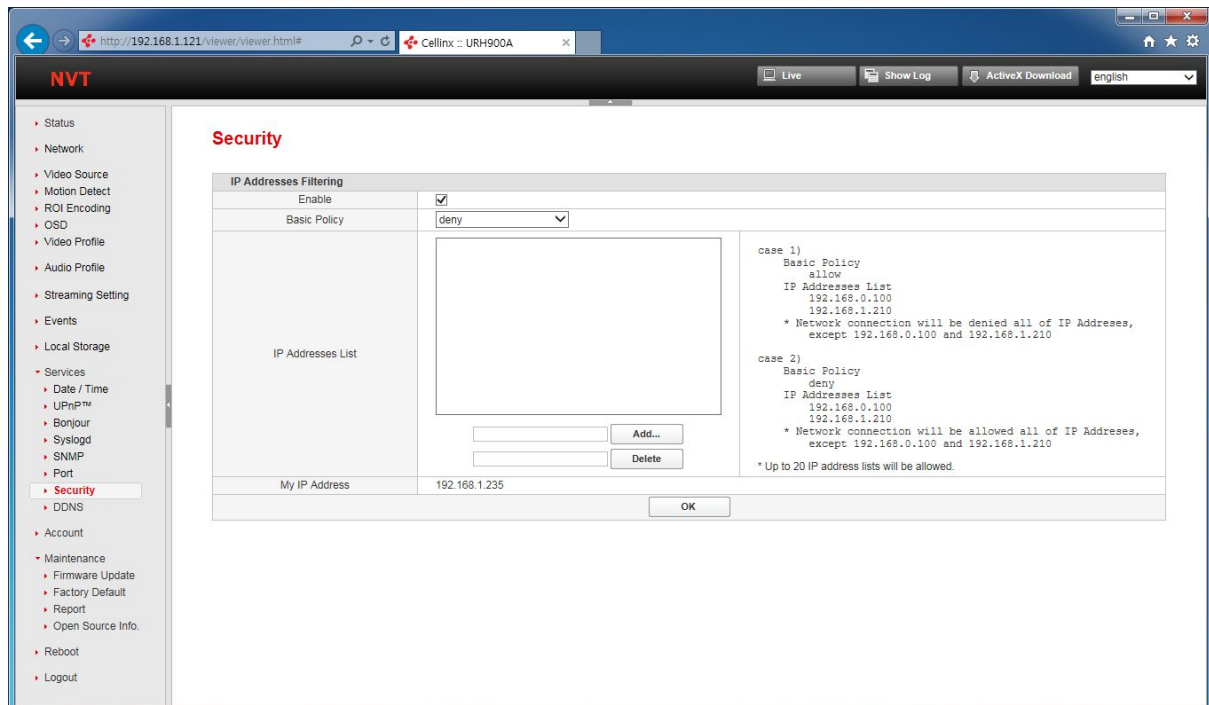 http://192.168.1.121/viewer/viewer.html#
Cellinx :: URH900A
NVT
Live
Show Log
ActiveX Download
english
Status
Network
Video Source
Motion Detect
ROI Encoding
OSD
Video Profile
Audio Profile
Streaming Setting
Events
Local Storage
Services
Date / Time
UPnP™
Bonjour
Syslogd
SNMP
Port
Security
DDNS
Account
Maintenance
Firmware Update
Factory Default
Report
Open Source Info.
Reboot
Logout
Security
IP Addresses Filtering
Enable
Basic Policy
deny
IP Addresses List
Add...
Delete
case 1)
Basic Policy
allow
IP Addresses List
192.168.0.100
192.168.1.210
* Network connection will be denied all of IP Addreses,
except 192.168.0.100 and 192.168.1.210
case 2)
Basic Policy
deny
IP Addresses List
192.168.0.100
192.168.1.210
* Network connection will be allowed all of IP Addreses,
except 192.168.0.100 and 192.168.1.210
* Up to 20 IP address lists will be allowed.
My IP Address
192.168.1.235
OK